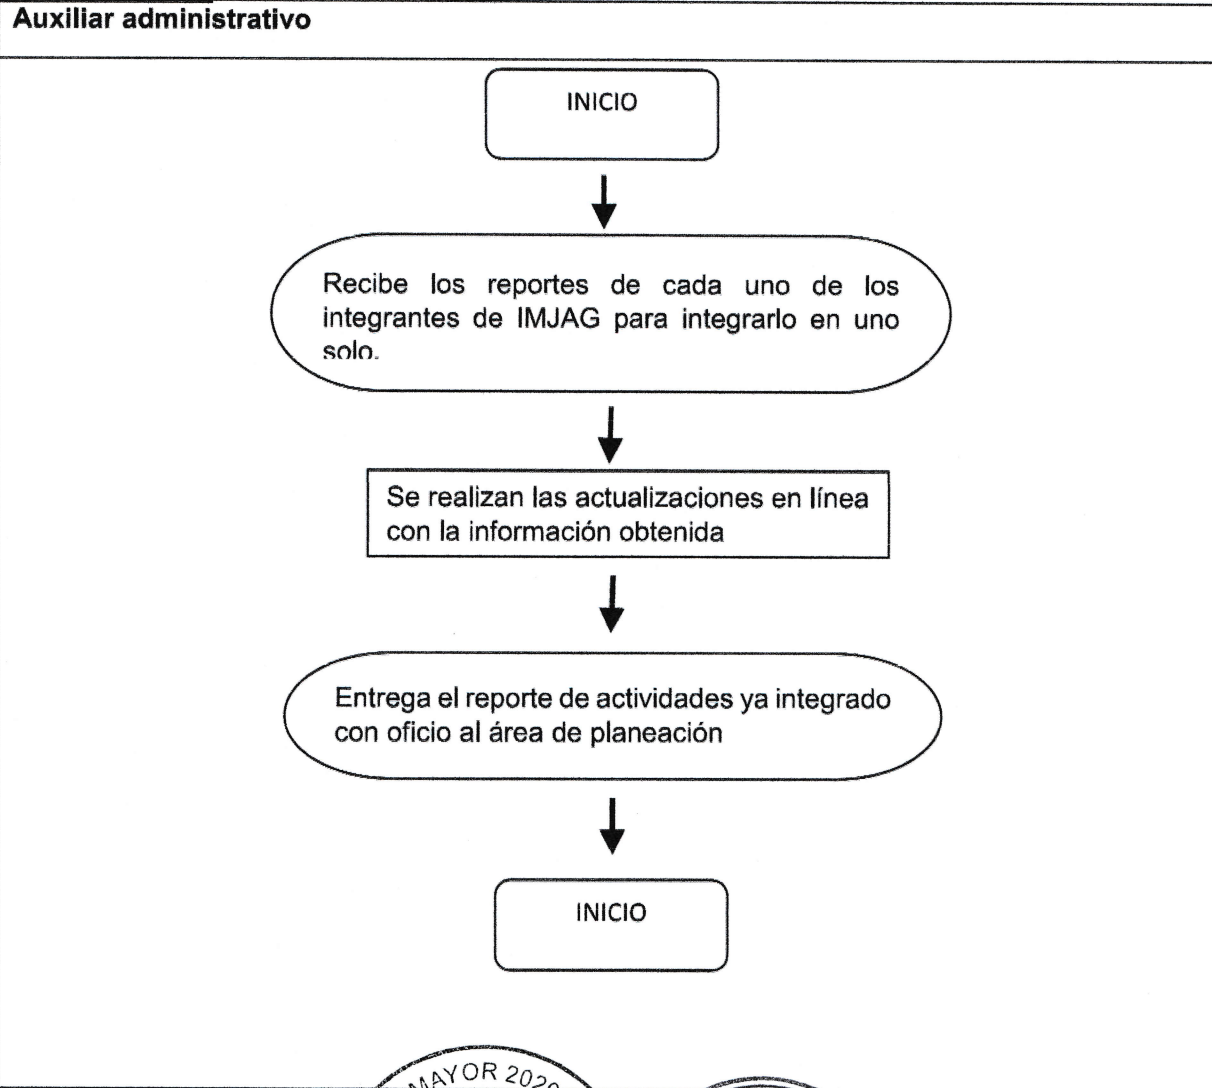 Auxiliar administrativo
INICIO
Recibe los reportes de cada uno de los
integrantes de IMJAG para integrarlo en uno
solo.
Se realizan las actualizaciones en línea
con la información obtenida
Entrega el reporte de actividades ya integrado
con oficio al área de planeación
INICIO
MAYOR 2020